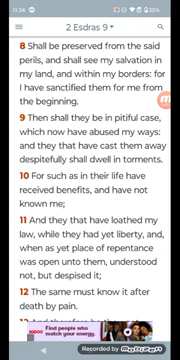 11.34
35%
2 Esdras 9
8 Shall be preserved from the said
perils, and shall see my salvation in
my land, and within my borders: for
I have sanctified them for me from
the beginning.
9 Then shall they be in pitiful case,
which now have abused my ways:
and they that have cast them away
despitefully shall dwell in torments.
10 For such as in their life have
received benefits, and have not
known me;
11 And they that have loathed my
law, while they had yet liberty, and,
when as yet place of repentance
was open unto them, understood
not, but despised it;
12 The same must know it after
death by pain.
Find people who
match your energy.
Recorded by
Mobizen